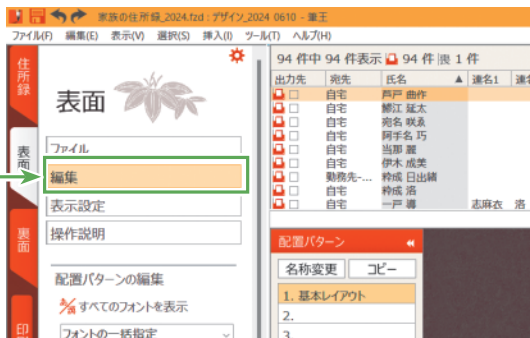 家族の住所録_2024.fzd : デザイン_2024 0610 - 筆王
ファイル(F) 編集(E) 表示(V) 選択(S) 挿入(I) ツール(T) ヘルプ(H)
住所録
表面
裏面
印
表面
ファイル
編集
表示設定
操作説明
配置パターンの編集
すべてのフォントを表示
フォントの一括指定
94 件中 94 件表示 94 件 喪 1 件
出力先 宛先 氏名 ▲ 連名1 連名
自宅 芦戸 曲作
自宅 鯵江 延太
自宅 宛名 咲ゑ
自宅 阿手名 巧
自宅 当那 麗
自宅 伊木 成美
勤務先-... 粋成 日出緒
自宅 粋成 洛
自宅 一戸 導 志麻衣 洛
配置パターン
名称変更 コピー
1. 基本レイアウト
2.
3.